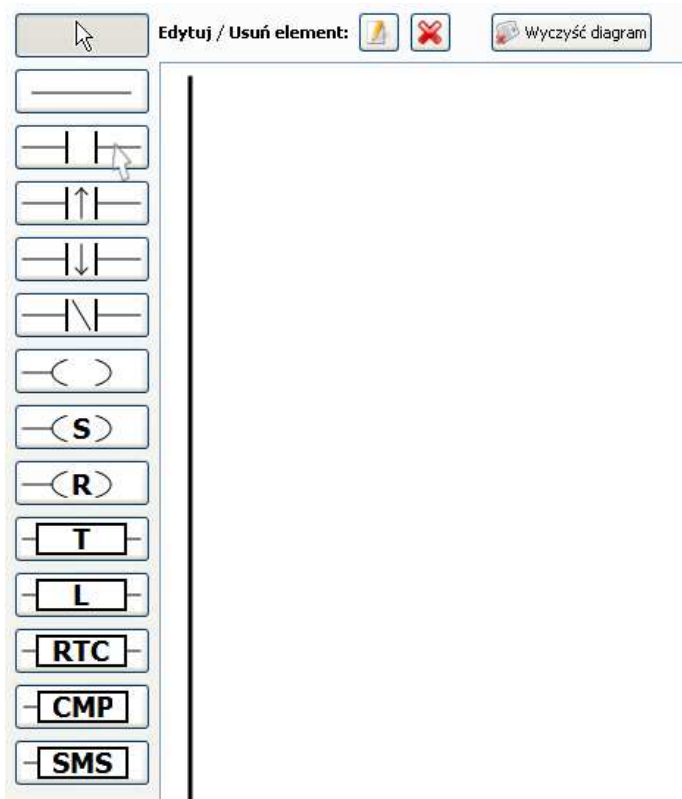 Edytuj / Usuń element: Wyczyść diagram
S
R
T
L
RTC
CMP
SMS